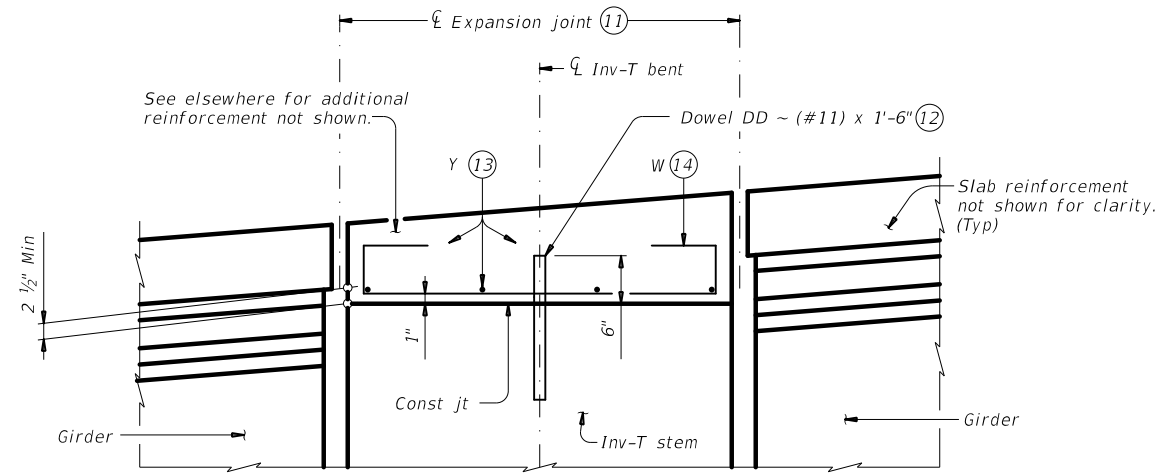 ℄ Expansion joint 11
℄ Inv-T bent
See elsewhere for additional
reinforcement not shown.
Dowel DD ~ (#11) x 1'-6" 12
Y 13
W 14
Slab reinforcement
not shown for clarity.
(Typ)
2 ½" Min
1"
6"
Const jt
Girder
Inv-T stem
Girder